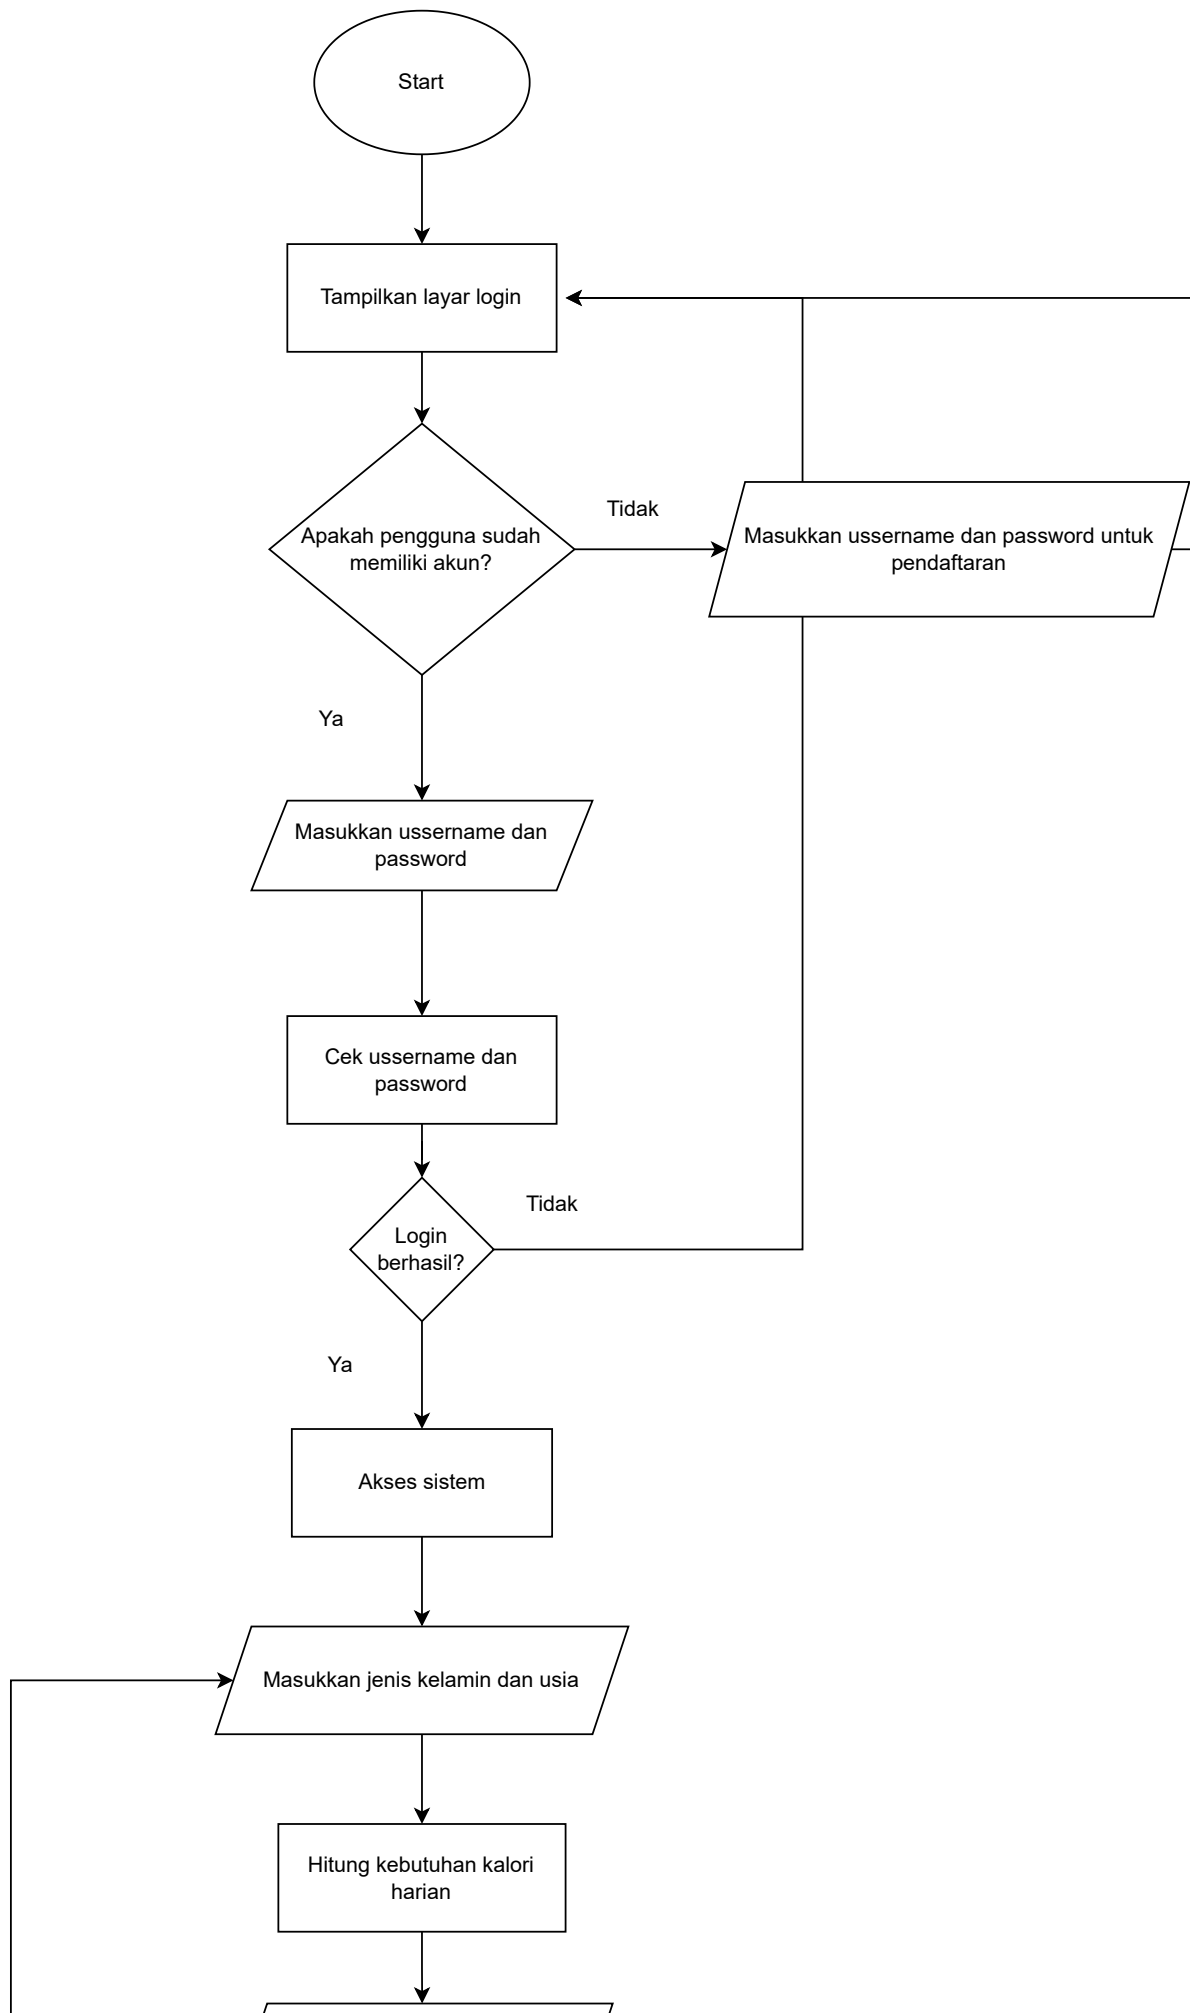 Start
Tampilkan layar login
Apakah pengguna sudah
memiliki akun?
Tidak
Masukkan ussername dan password untuk
pendaftaran
Ya
Masukkan ussername dan
password
Cek ussername dan
password
Login
berhasil?
Tidak
Ya
Akses sistem
Masukkan jenis kelamin dan usia
Hitung kebutuhan kalori
harian